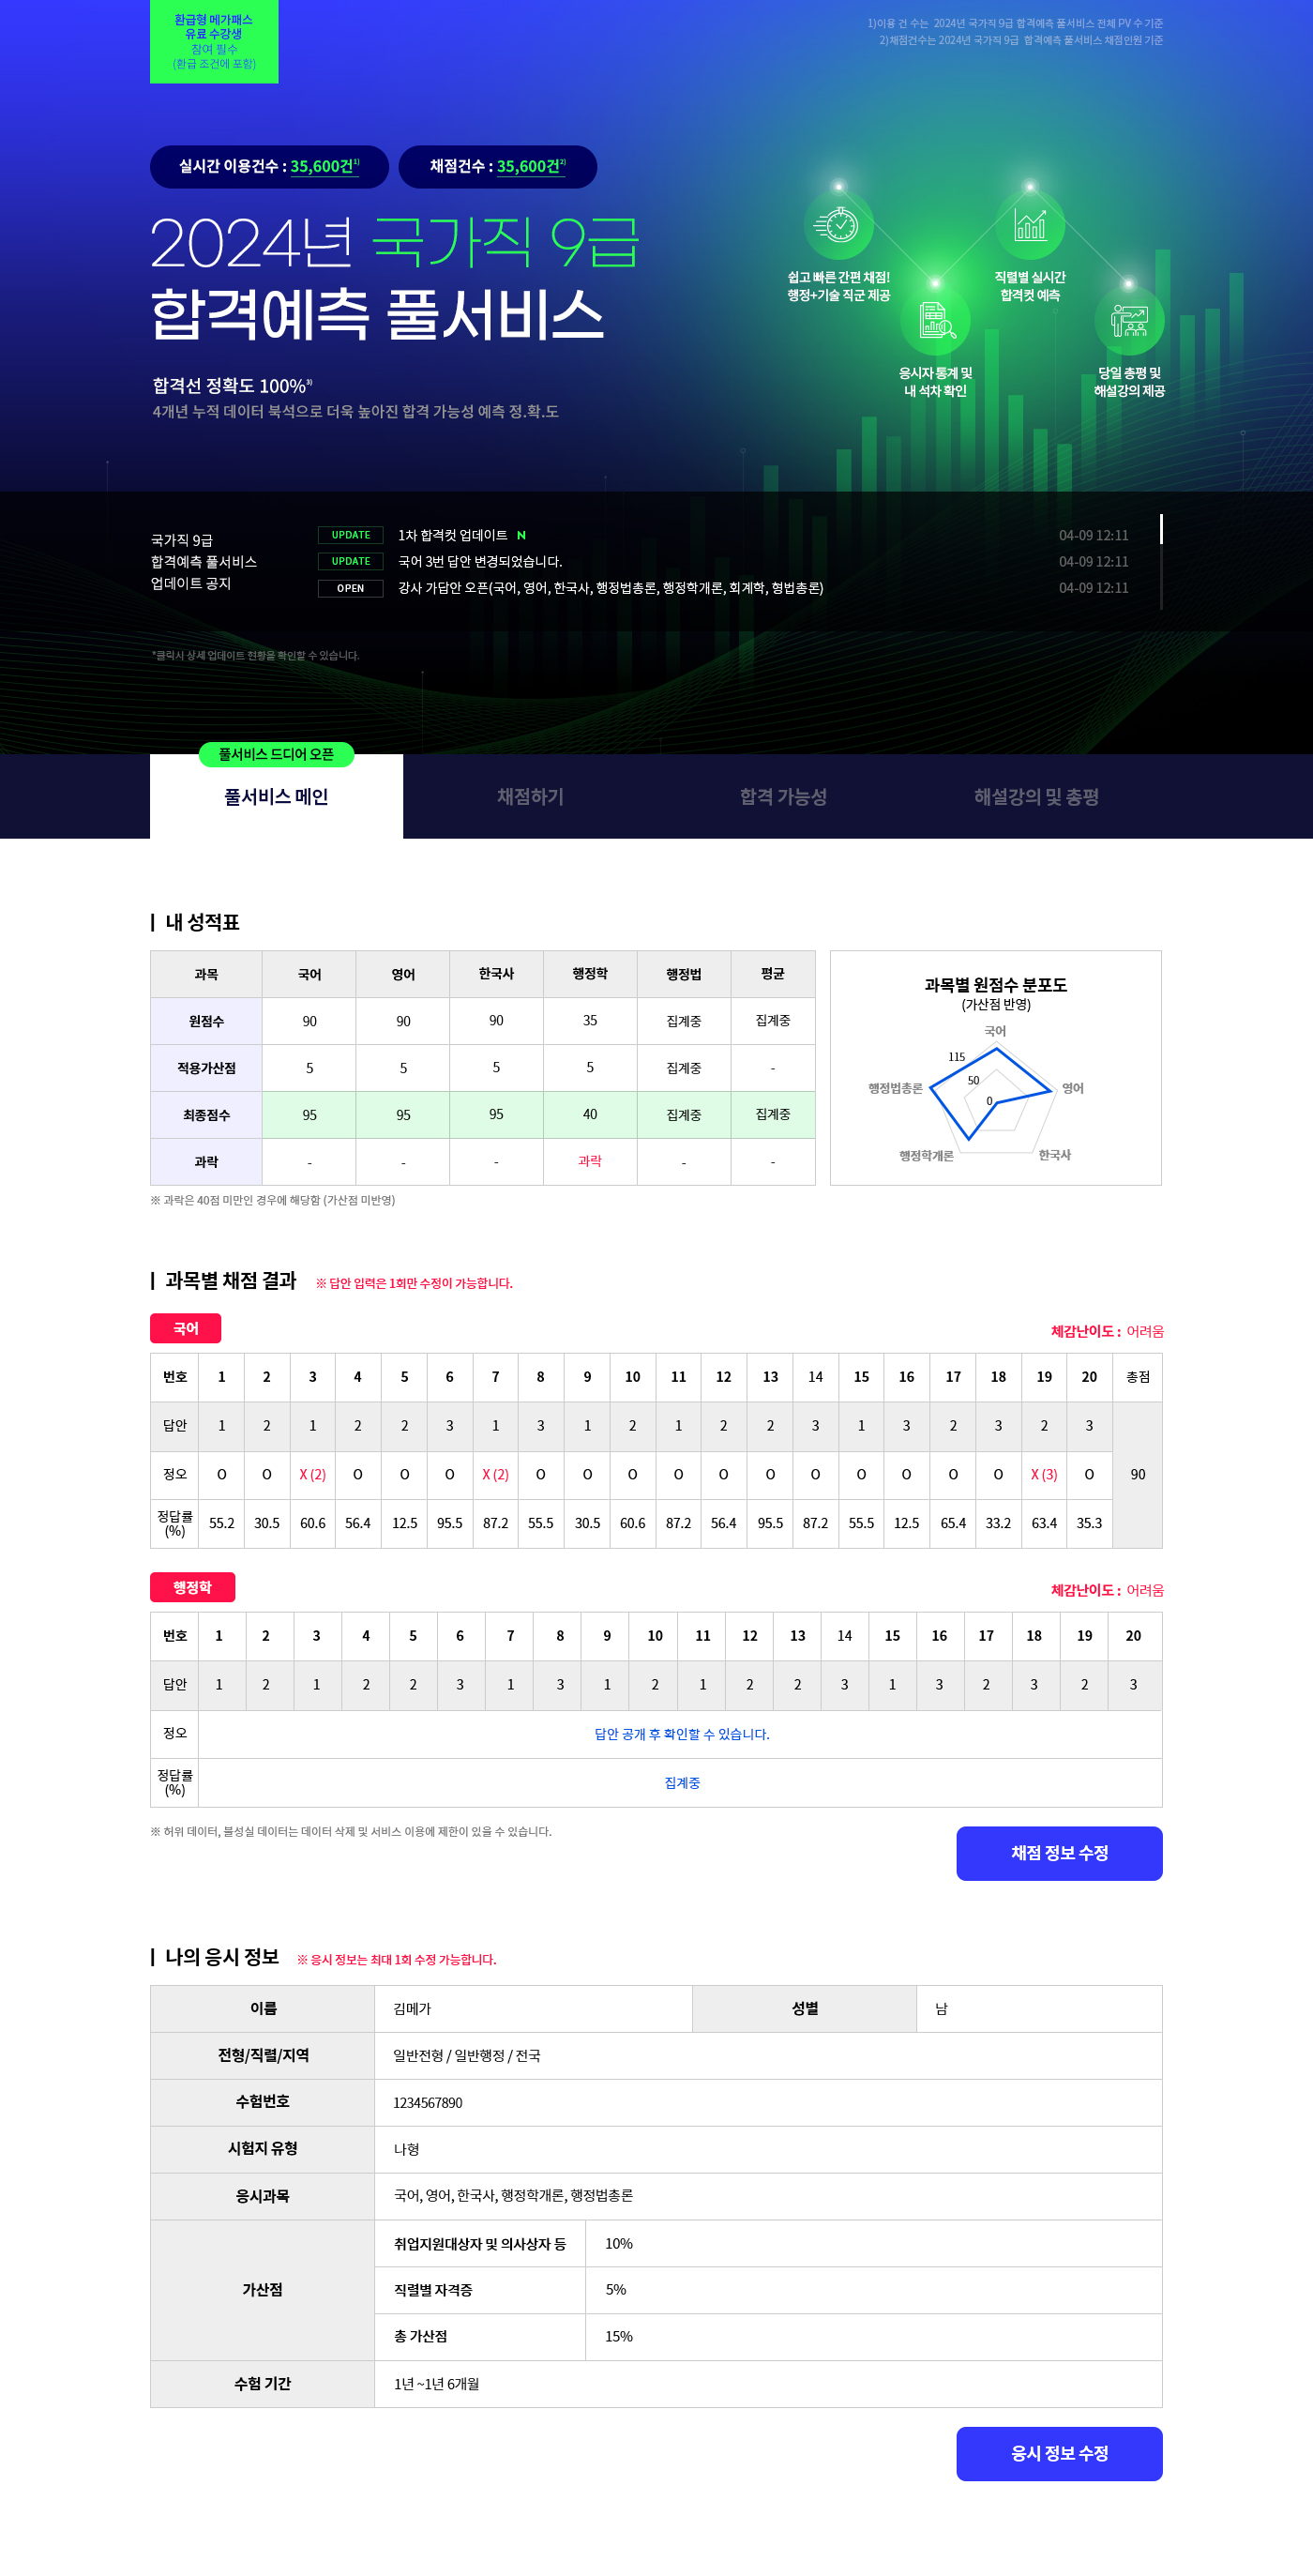 환급형 메가패스
유료 수강생
참여 필수
(환급 조건에 포함)
1)이용 건 수는 2024년 국가직 9급 합격예측 풀서비스 전체 PV 수 기준
2)채점건수는 2024년 국가직 9급 합격예측 풀서비스 채점인원 기준
실시간 이용건수 : 35,600건1)
채점건수 : 35,600건2)
2024년 국가직 9급
합격예측 풀서비스
합격선 정확도 100%3)
4개년 누적 데이터 북석으로 더욱 높아진 합격 가능성 예측 정.확.도
쉽고 빠른 간편 채점!
행정+기술 직군 제공
응시자 통계 및
내 석차 확인
직렬별 실시간
합격컷 예측
당일 총평 및
해설강의 제공
국가직 9급
합격예측 풀서비스
업데이트 공지
UPDATE 1차 합격컷 업데이트 N 04-09 12:11
UPDATE 국어 3번 답안 변경되었습니다. 04-09 12:11
OPEN 강사 가답안 오픈(국어, 영어, 한국사, 행정법총론, 행정학개론, 회계학, 형법총론) 04-09 12:11
*클릭시 상세 업데이트 현황을 확인할 수 있습니다.
풀서비스 드디어 오픈
풀서비스 메인 채점하기 합격 가능성 해설강의 및 총평
내 성적표
과목 국어 영어 한국사 행정학 행정법 평균
원점수 90 90 90 35 집계중 집계중
적용가산점 5 5 5 5 집계중 -
최종점수 95 95 95 40 집계중 집계중
과락 - - - 과락 - -
※ 과락은 40점 미만인 경우에 해당함 (가산점 미반영)
과목별 원점수 분포도
(가산점 반영)
국어
115
50
0
행정법총론
영어
행정학개론
한국사
과목별 채점 결과 ※ 답안 입력은 1회만 수정이 가능합니다.
국어 체감난이도 : 어려움
번호 1 2 3 4 5 6 7 8 9 10 11 12 13 14 15 16 17 18 19 20 총점
답안 1 2 1 2 2 3 1 3 1 2 1 2 2 3 1 3 2 3 2 3
정오 O O X (2) O O O X (2) O O O O O O O O O O O X (3) O 90
정답률 (%) 55.2 30.5 60.6 56.4 12.5 95.5 87.2 55.5 30.5 60.6 87.2 56.4 95.5 87.2 55.5 12.5 65.4 33.2 63.4 35.3
행정학 체감난이도 : 어려움
번호 1 2 3 4 5 6 7 8 9 10 11 12 13 14 15 16 17 18 19 20
답안 1 2 1 2 2 3 1 3 1 2 1 2 2 3 1 3 2 3 2 3
정오 답안 공개 후 확인할 수 있습니다.
정답률 (%) 집계중
※ 허위 데이터, 불성실 데이터는 데이터 삭제 및 서비스 이용에 제한이 있을 수 있습니다.
채점 정보 수정
나의 응시 정보 ※ 응시 정보는 최대 1회 수정 가능합니다.
이름 김메가 성별 남
전형/직렬/지역 일반전형 / 일반행정 / 전국
수험번호 1234567890
시험지 유형 나형
응시과목 국어, 영어, 한국사, 행정학개론, 행정법총론
가산점 취업지원대상자 및 의사상자 등 10%
직렬별 자격증 5%
총 가산점 15%
수험 기간 1년 ~1년 6개월
응시 정보 수정